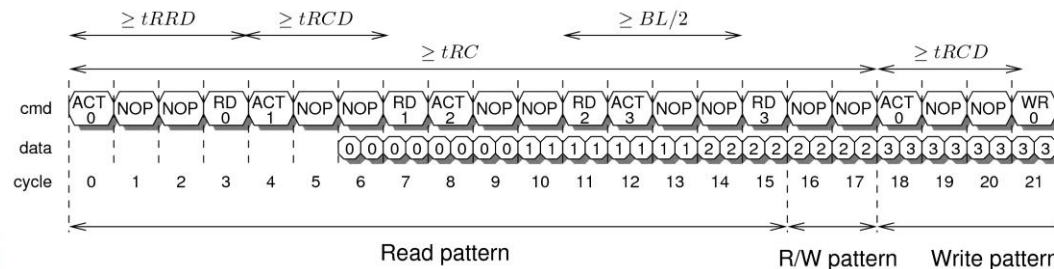 ≥ tRRD ≥ tRCD ≥ BL/2
≥ tRC ≥ tRCD
cmd ACT 0 NOP NOP RD 0 ACT 1 NOP NOP RD 1 ACT 2 NOP NOP RD 2 ACT 3 NOP NOP RD 3 NOP NOP ACT 0 NOP NOP WR 0
data 0 0 0 0 0 0 0 0 1 1 1 1 1 1 1 1 2 2 2 2 2 2 2 2 3 3 3 3 3 3 3 3
cycle 0 1 2 3 4 5 6 7 8 9 10 11 12 13 14 15 16 17 18 19 20 21
Read pattern R/W pattern Write pattern